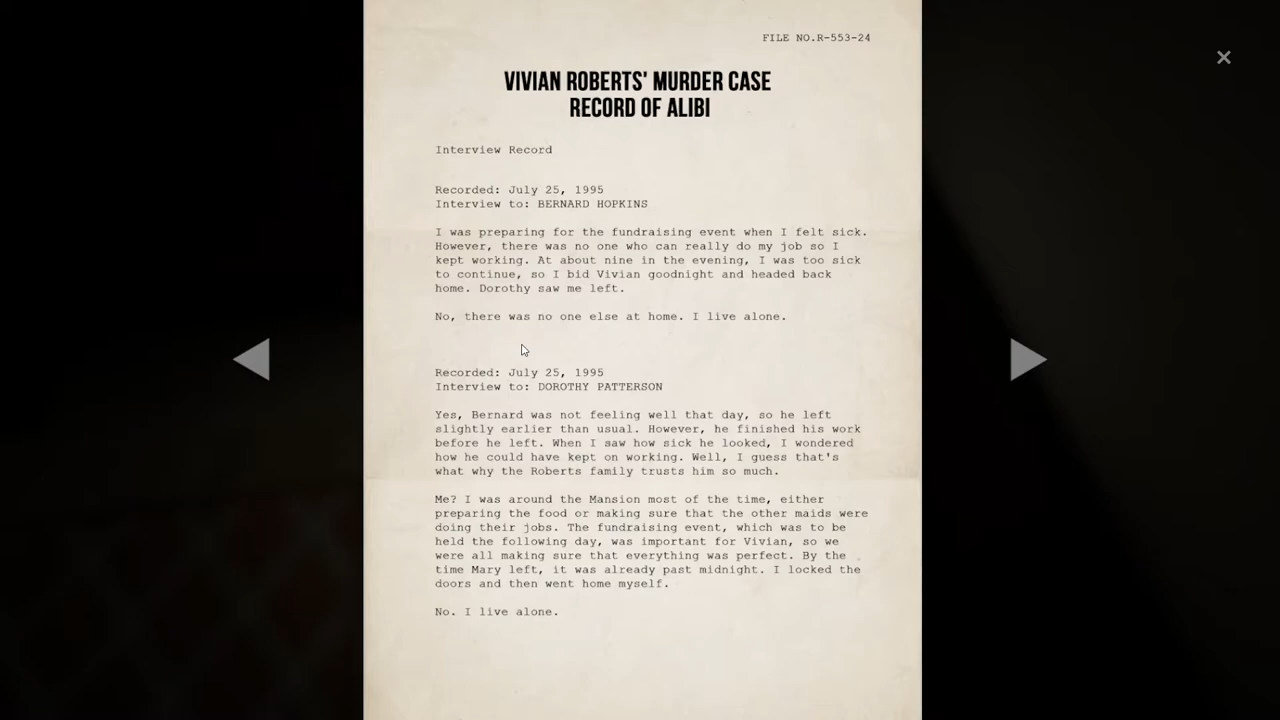 FILE NO.R-553-24
VIVIAN ROBERTS' MURDER CASE
RECORD OF ALIBI
Interview Record
Recorded: July 25, 1995
Interview to: BERNARD HOPKINS
I was preparing for the fundraising event when I felt sick.
However, there was no one who can really do my job so I
kept working. At about nine in the evening, I was too sick
to continue, so I bid Vivian goodnight and headed back
home. Dorothy saw me left.
No, there was no one else at home. I live alone.
Recorded: July 25, 1995
Interview to: DOROTHY PATTERSON
Yes, Bernard was not feeling well that day, so he left
slightly earlier than usual. However, he finished his work
before he left. When I saw how sick he looked, I wondered
how he could have kept on working. Well, I guess that's
what why the Roberts family trusts him so much.
Me? I was around the Mansion most of the time, either
preparing the food or making sure that the other maids were
doing their jobs. The fundraising event, which was to be
held the following day, was important for Vivian, so we
were all making sure that everything was perfect. By the
time Mary left, it was already past midnight. I locked the
doors and then went home myself.
No. I live alone.